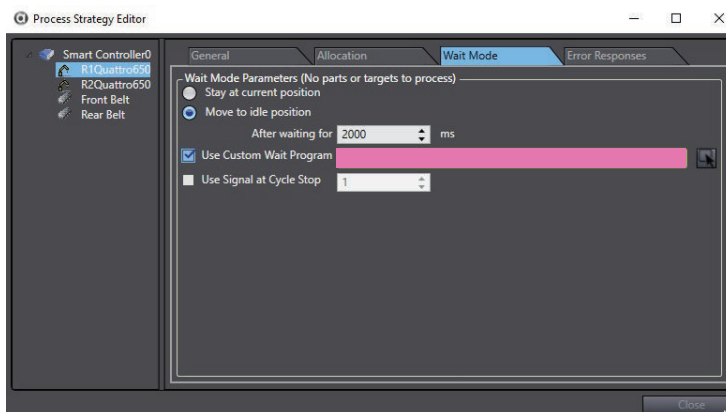 Process Strategy Editor
Smart Controller0
R1Quattro650
R2Quattro650
Front Belt
Rear Belt
General Allocation Wait Mode Error Responses
Wait Mode Parameters (No parts or targets to process)
Stay at current position
Move to idle position
After waiting for 2000 ms
Use Custom Wait Program
Use Signal at Cycle Stop 1
Close